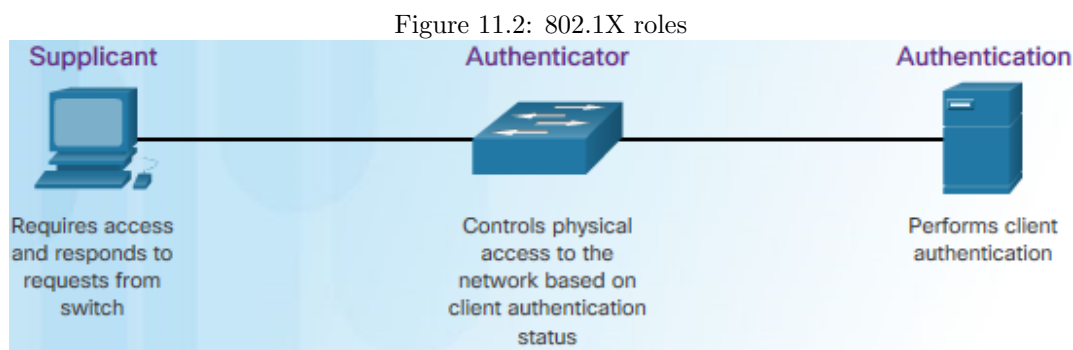 Figure 11.2: 802.1X roles
Supplicant
Authenticator
Authentication
Requires access
and responds to
requests from
switch
Controls physical
access to the
network based on
client authentication
status
Performs client
authentication